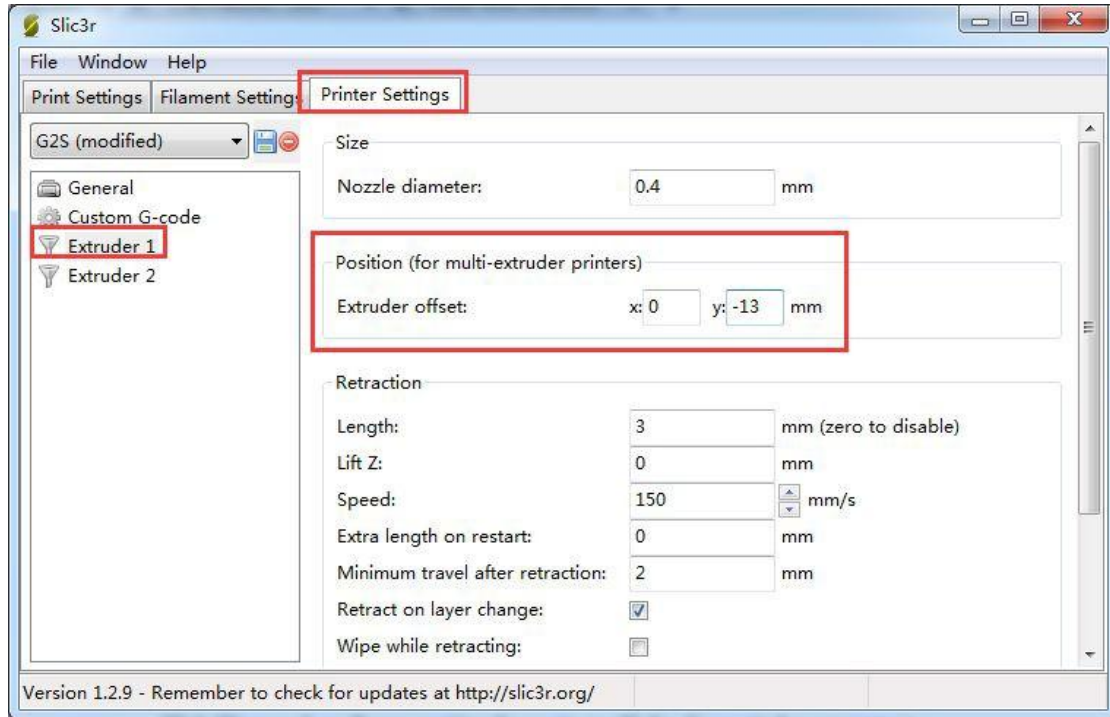 Slic3r
File Window Help
Print Settings Filament Settings Printer Settings
G2S (modified)
General
Custom G-code
Extruder 1
Extruder 2
Size
Nozzle diameter: 0.4 mm
Position (for multi-extruder printers)
Extruder offset: x: 0 y: -13 mm
Retraction
Length: 3 mm (zero to disable)
Lift Z: 0 mm
Speed: 150 mm/s
Extra length on restart: 0 mm
Minimum travel after retraction: 2 mm
Retract on layer change:
Wipe while retracting:
Version 1.2.9 - Remember to check for updates at http://slic3r.org/